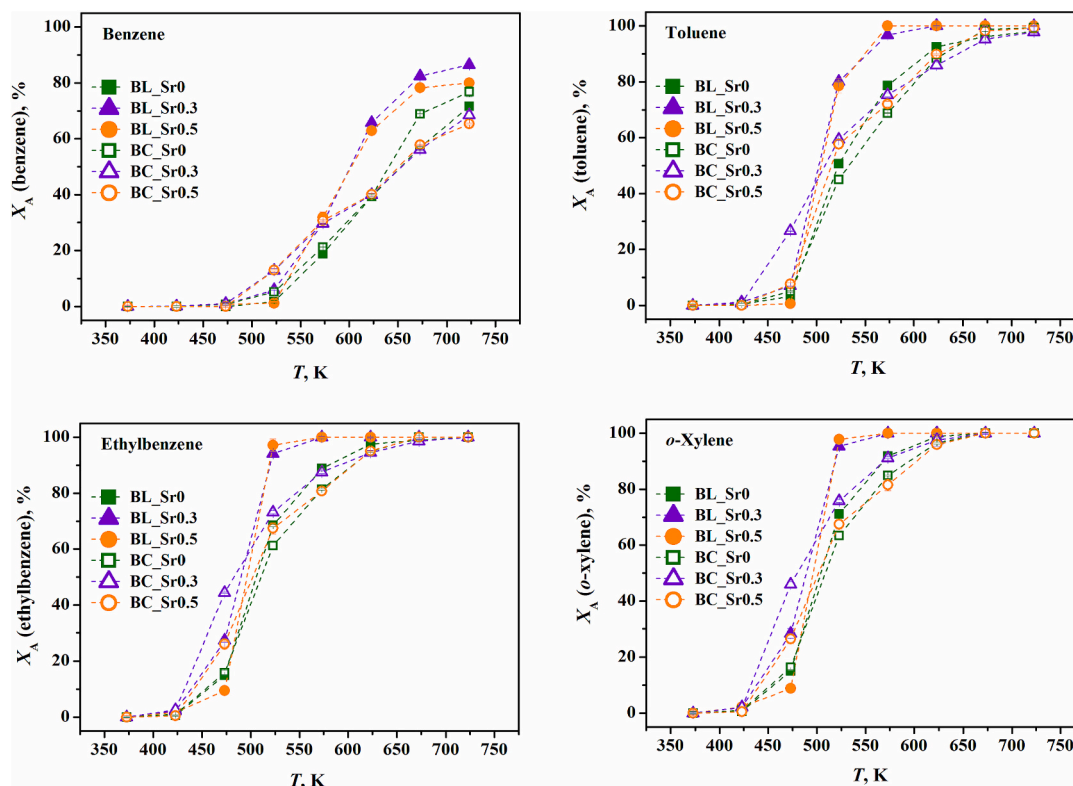 Benzene
BL_Sr0
BL_Sr0.3
BL_Sr0.5
BC_Sr0
BC_Sr0.3
BC_Sr0.5
X_A (benzene), %
100
80
60
40
20
0
350 400 450 500 550 600 650 700 750
T, K
Toluene
BL_Sr0
BL_Sr0.3
BL_Sr0.5
BC_Sr0
BC_Sr0.3
BC_Sr0.5
X_A (toluene), %
100
80
60
40
20
0
350 400 450 500 550 600 650 700 750
T, K
Ethylbenzene
BL_Sr0
BL_Sr0.3
BL_Sr0.5
BC_Sr0
BC_Sr0.3
BC_Sr0.5
X_A (ethylbenzene), %
100
80
60
40
20
0
350 400 450 500 550 600 650 700 750
T, K
o-Xylene
BL_Sr0
BL_Sr0.3
BL_Sr0.5
BC_Sr0
BC_Sr0.3
BC_Sr0.5
X_A (o-xylene), %
100
80
60
40
20
0
350 400 450 500 550 600 650 700 750
T, K